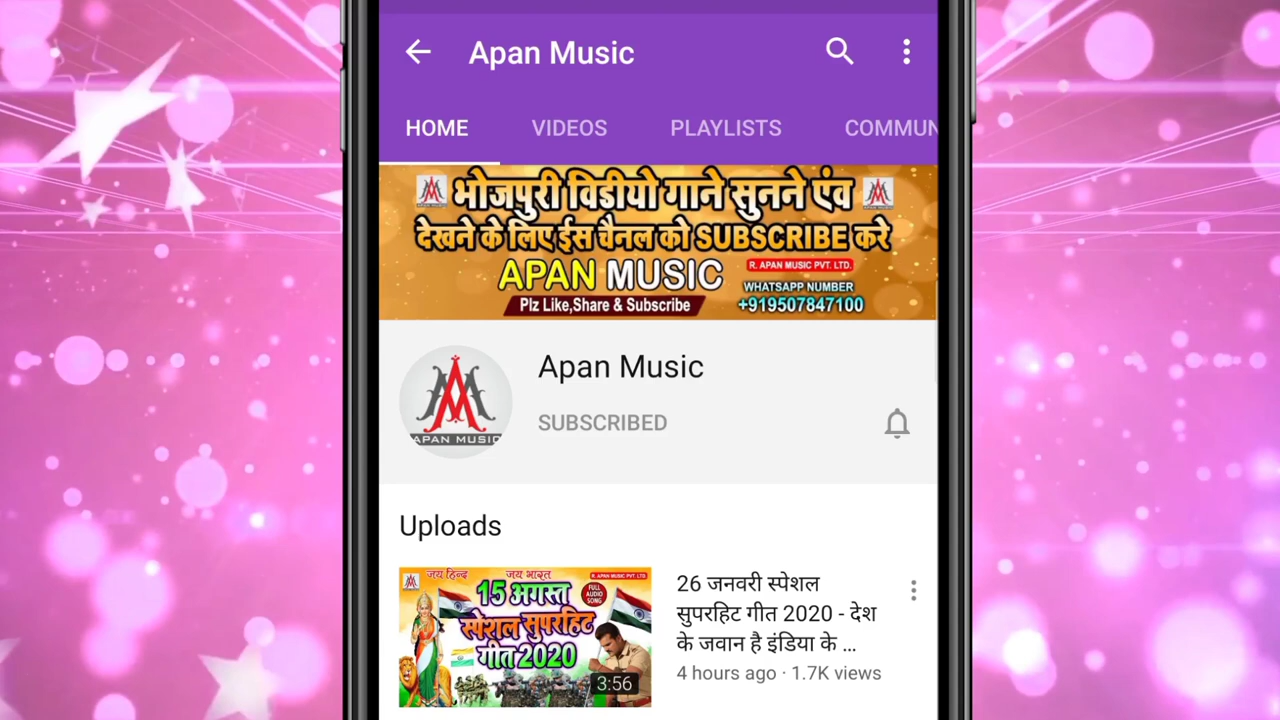 Apan Music
HOME VIDEOS PLAYLISTS COMMUN
भोजपुरी विडीयो गाने सुनने एंव
देखने के लिए ईस चैनल को SUBSCRIBE करे
APAN MUSIC
R. APAN MUSIC PVT. LTD.
WHATSAPP NUMBER
+919507847100
Plz Like,Share & Subscribe
Apan Music
SUBSCRIBED
APAN MUSIC
Uploads
जय हिन्द जय भारत
R. APAN MUSIC PVT. LTD
15 अगस्त
FULL
AUDIO
SONG
स्पेशल सुपरहिट
गीत 2020
3:56
26 जनवरी स्पेशल
सुपरहिट गीत 2020 - देश
के जवान है इंडिया के ...
4 hours ago · 1.7K views